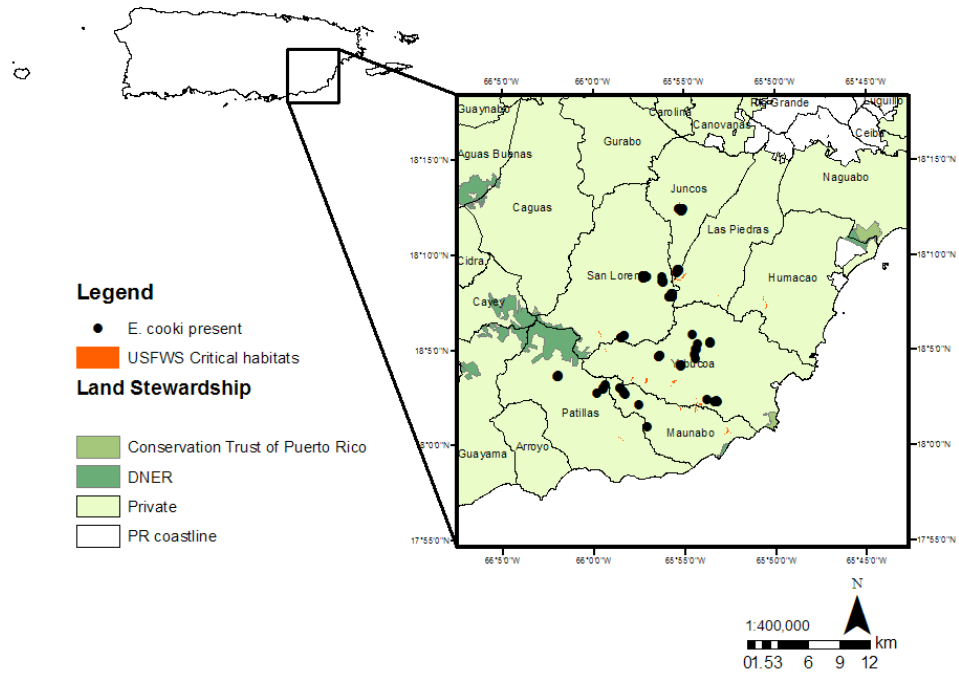 66°5'0"W 66°0'0"W 65°55'0"W 65°50'0"W 65°45'0"W
Guaynabo
Carolina
Rio Grande
Luquillo
Canovanas
Ceiba
Gurabo
Aguas Buenas
18°15'0"N
18°15'0"N
Naguabo
Juncos
Caguas
Las Piedras
18°10'0"N
18°10'0"N
Cidra
San Loren
Humacao
Legend
Cayey
E. cooki present
USFWS Critical habitats
18°5'0"N
18°5'0"N
Yabucoa
Land Stewardship
Patillas
Maunabo
Conservation Trust of Puerto Rico
18°0'0"N
18°0'0"N
Arroyo
Guayama
DNER
Private
PR coastline
17°55'0"N
17°55'0"N
66°5'0"W 66°0'0"W 65°55'0"W 65°50'0"W 65°45'0"W
N
1:400,000
km
01.53 6 9 12